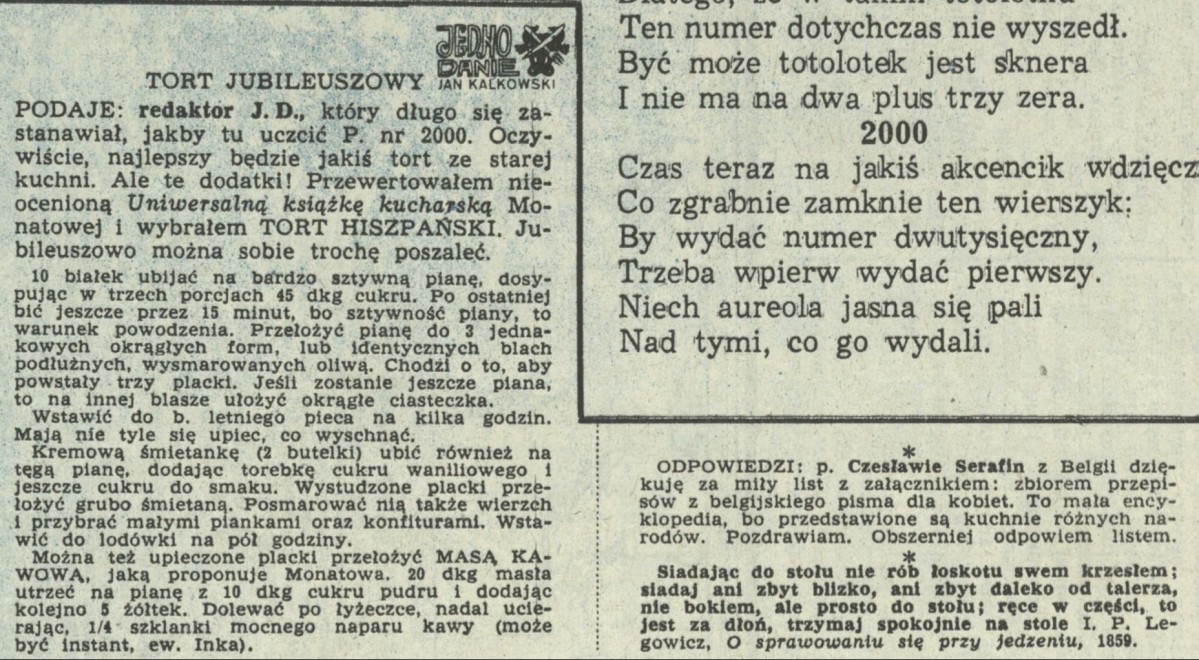 JEDNO
DANIE
JAN KALKOWSKI
TORT JUBILEUSZOWY
PODAJE: redaktor J. D., który długo się za-
stanawiał, jakby tu uczcić P. nr 2000. Oczy-
wiście, najlepszy będzie jakiś tort ze starej
kuchni. Ale te dodatki! Przewertowałem nie-
ocenioną Uniwersalną książkę kucharską Mo-
natowej i wybrałem TORT HISZPAŃSKI. Ju-
bileuszowo można sobie trochę poszaleć.
10 białek ubijać na bardzo sztywną pianę, dosy-
pując w trzech porcjach 45 dkg cukru. Po ostatniej
bić jeszcze przez 15 minut, bo sztywność piany, to
warunek powodzenia. Przełożyć pianę do 3 jedna-
kowych okrągłych form, lub identycznych blach
podłużnych, wysmarowanych oliwą. Chodzi o to, aby
powstały trzy placki. Jeśli zostanie jeszcze piana,
to na innej blasze ułożyć okrągłe ciasteczka.
Wstawić do b. letniego pieca na kilka godzin.
Mają nie tyle się upiec, co wyschnąć.
Kremową śmietankę (2 butelki) ubić również na
tęgą pianę, dodając torebkę cukru waniliowego i
jeszcze cukru do smaku. Wystudzone placki prze-
łożyć grubo śmietaną. Posmarować nią także wierzch
i przybrać małymi piankami oraz konfiturami. Wsta-
wić do lodówki na pół godziny.
Można też upieczone placki przełożyć MASĄ KA-
WOWĄ, jaką proponuje Monatowa. 20 dkg masła
utrzeć na pianę z 10 dkg cukru pudru i dodając
kolejno 5 żółtek. Dolewać po łyżeczce, nadal ucie-
rając, 1/4 szklanki mocnego naparu kawy (może
być instant, ew. Inka).
Dlatego, że w takim totolotku
Ten numer dotychczas nie wyszedł.
Być może totolotek jest sknera
I nie ma na dwa plus trzy zera.
2000
Czas teraz na jakiś akcencik wdzięcz
Co zgrabnie zamknie ten wierszyk:
By wydać numer dwutysięczny,
Trzeba wpierw wydać pierwszy.
Niech aureola jasna się pali
Nad tymi, co go wydali.
*
ODPOWIEDZI: p. Czesławie Serafin z Belgii dzię-
kuję za miły list z załącznikiem: zbiorem przepi-
sów z belgijskiego pisma dla kobiet. To mała ency-
klopedia, bo przedstawione są kuchnie różnych na-
rodów. Pozdrawiam. Obszerniej odpowiem listem.
*
Siadając do stołu nie rób łoskotu swem krzesłem;
siadaj ani zbyt blizko, ani zbyt daleko od talerza,
nie bokiem, ale prosto do stołu; ręce w części, to
jest za dłoń, trzymaj spokojnie na stole I. P. Le-
gowicz, O sprawowaniu się przy jedzeniu, 1859.